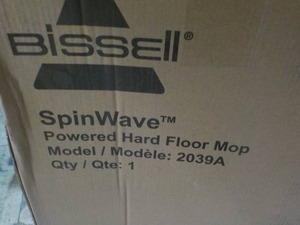 BISSELL®
SpinWave™
Powered Hard Floor Mop
Model / Modèle: 2039A
Qty / Qte: 1